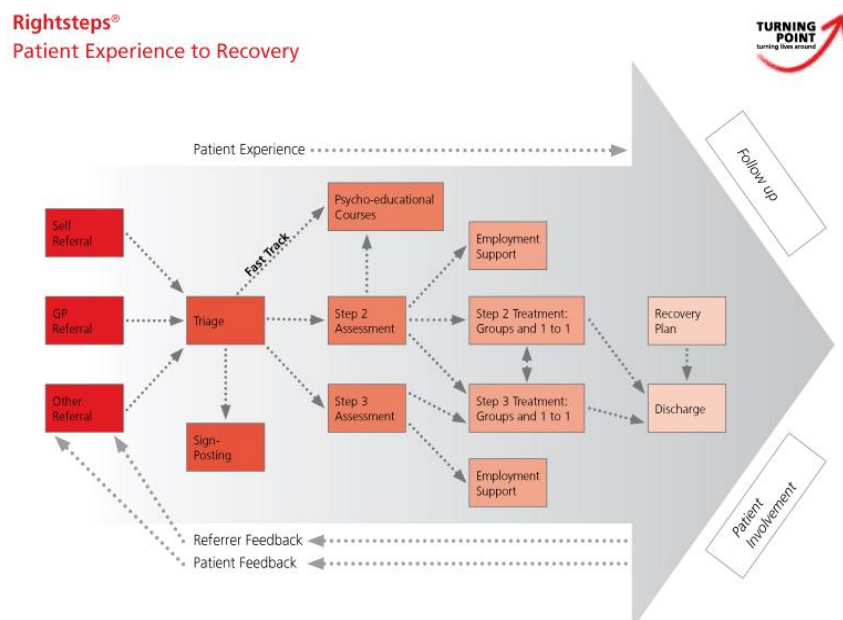 Rightsteps®
Patient Experience to Recovery
TURNING
POINT
turning lives around
Patient Experience
Follow up
Psycho-educational
Courses
Self
Referral
Fast Track
Employment
Support
GP
Referral
Triage
Step 2
Assessment
Step 2 Treatment:
Groups and 1 to 1
Recovery
Plan
Other
Referral
Step 3
Assessment
Step 3 Treatment:
Groups and 1 to 1
Discharge
Sign-
Posting
Employment
Support
Patient
Involvement
Referrer Feedback
Patient Feedback